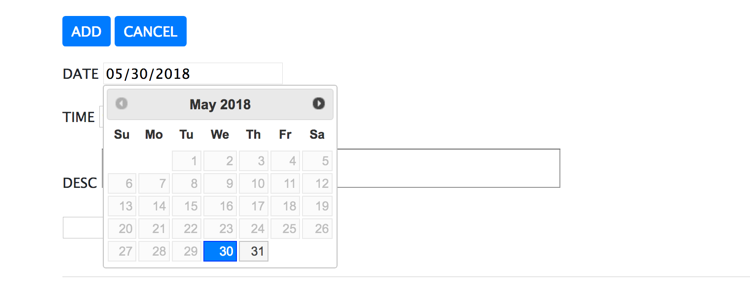 ADD CANCEL
DATE 05/30/2018
May 2018
TIME
Su Mo Tu We Th Fr Sa
1 2 3 4 5
DESC
6 7 8 9 10 11 12
13 14 15 16 17 18 19
20 21 22 23 24 25 26
27 28 29 30 31